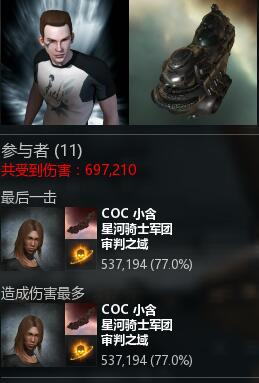 参与者 (11)
共受到伤害：697,210
最后一击
COC 小含
星河骑士军团
审判之域
537,194 (77.0%)
造成伤害最多
COC 小含
星河骑士军团
审判之域
537,194 (77.0%)